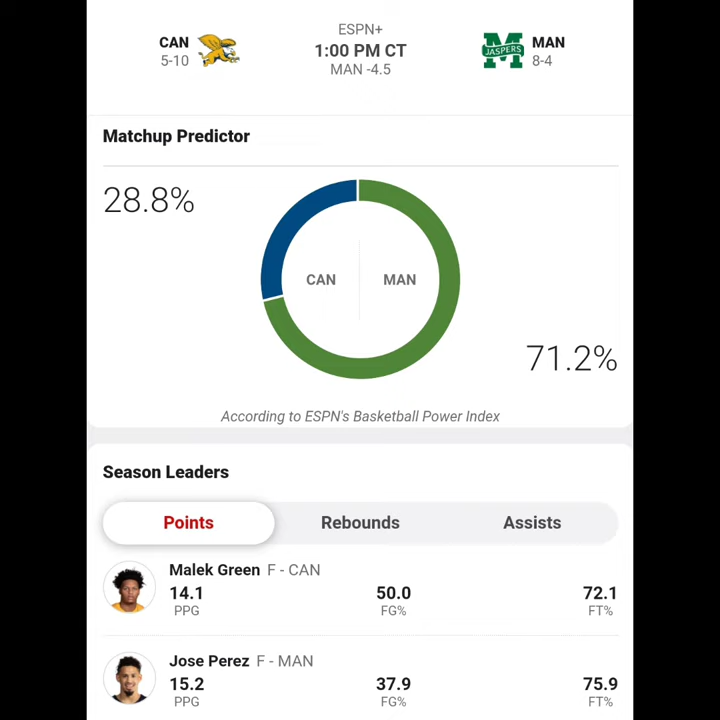 ESPN+
CAN 1:00 PM CT MAN
5-10 MAN -4.5 8-4
JASPERS
Matchup Predictor
28.8%
CAN MAN
71.2%
According to ESPN's Basketball Power Index
Season Leaders
Points Rebounds Assists
Malek Green F - CAN
14.1 50.0 72.1
PPG FG% FT%
Jose Perez F - MAN
15.2 37.9 75.9
PPG FG% FT%